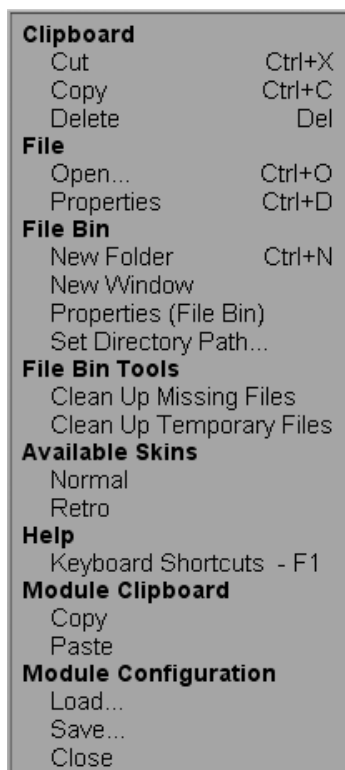 Clipboard
Cut Ctrl+X
Copy Ctrl+C
Delete Del
File
Open... Ctrl+O
Properties Ctrl+D
File Bin
New Folder Ctrl+N
New Window
Properties (File Bin)
Set Directory Path...
File Bin Tools
Clean Up Missing Files
Clean Up Temporary Files
Available Skins
Normal
Retro
Help
Keyboard Shortcuts - F1
Module Clipboard
Copy
Paste
Module Configuration
Load...
Save...
Close